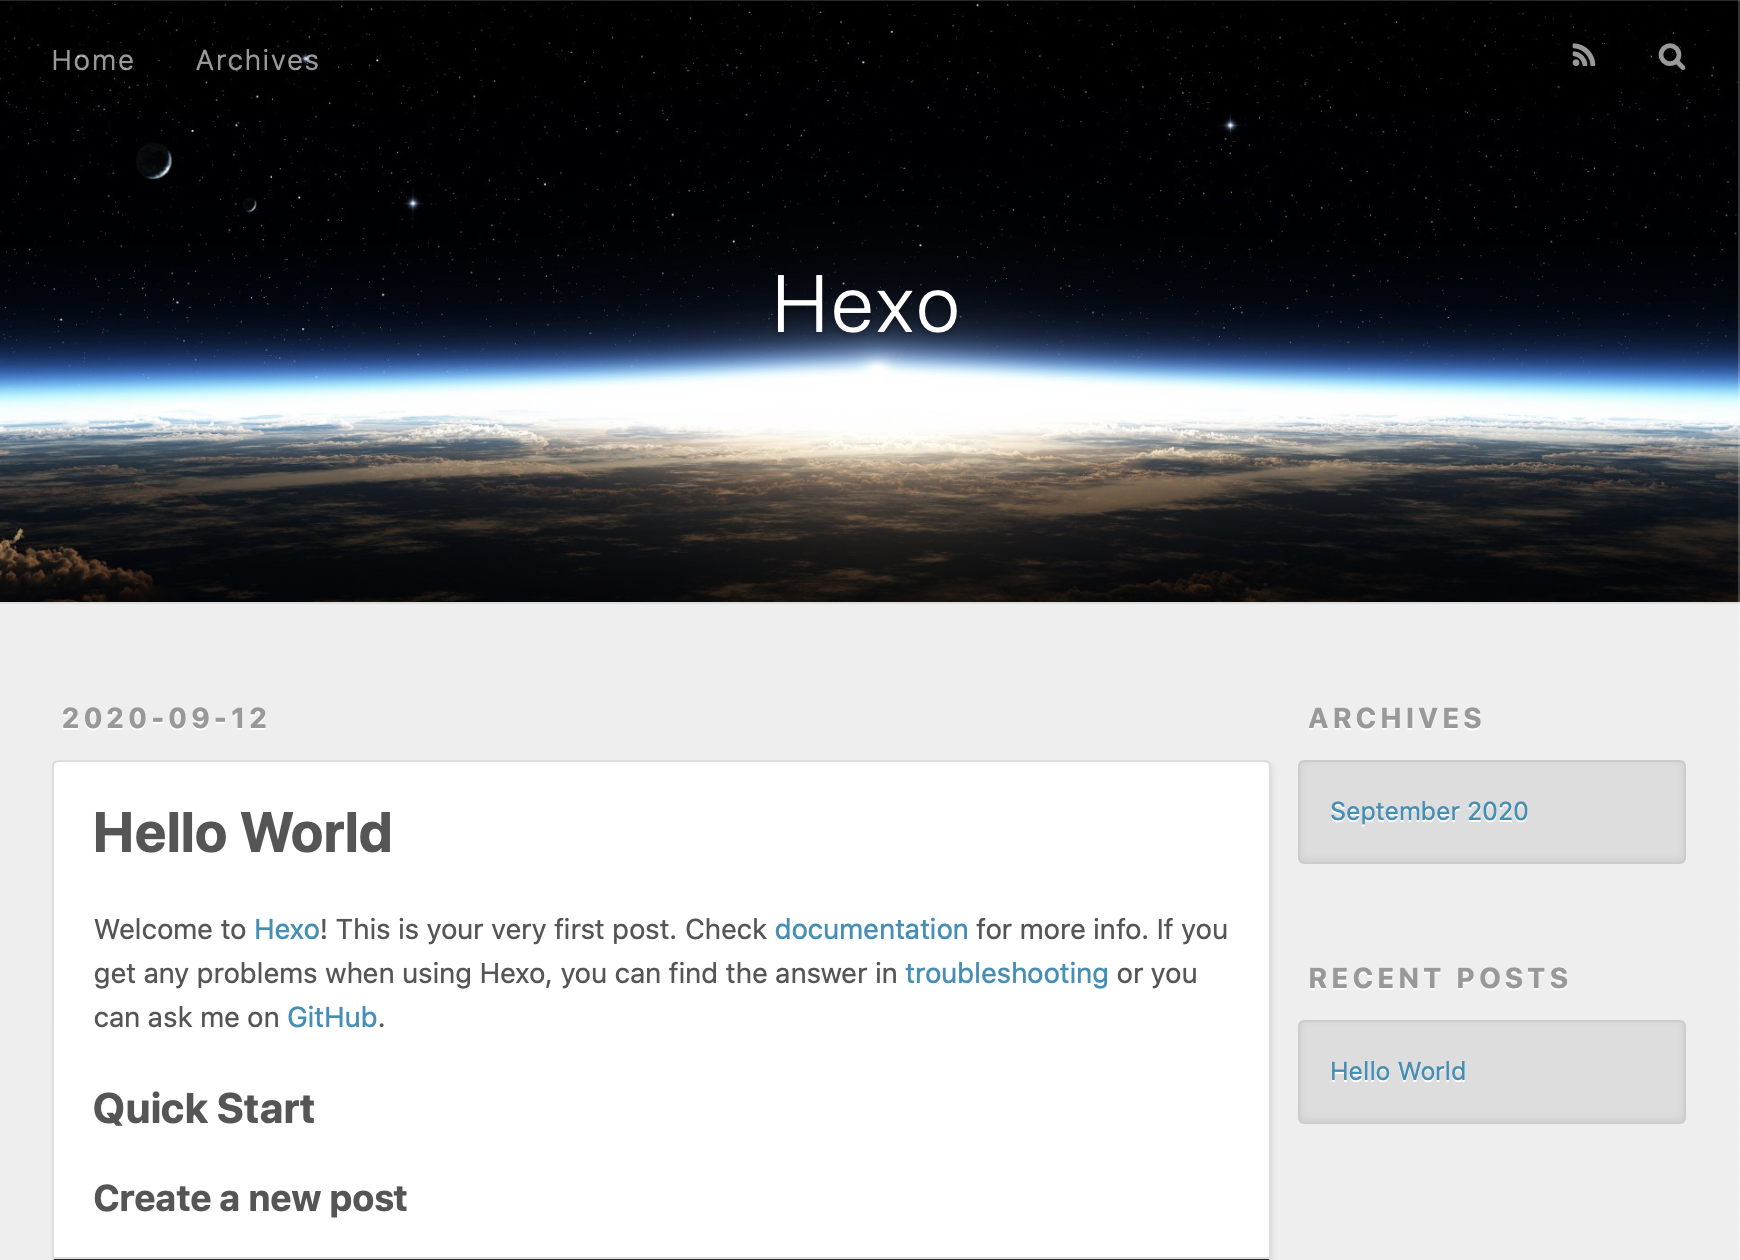 Home Archives
Hexo
2020-09-12
Hello World
Welcome to Hexo! This is your very first post. Check documentation for more info. If you
get any problems when using Hexo, you can find the answer in troubleshooting or you
can ask me on GitHub.
Quick Start
Create a new post
ARCHIVES
September 2020
RECENT POSTS
Hello World